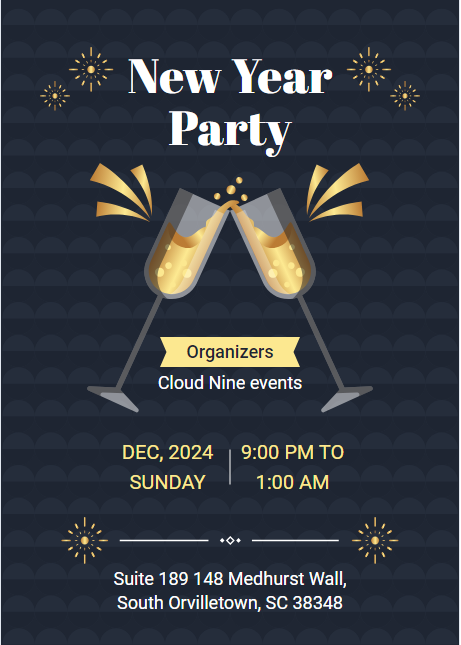 New Year
Party
Organizers
Cloud Nine events
DEC, 2024
SUNDAY
9:00 PM TO
1:00 AM
Suite 189 148 Medhurst Wall,
South Orvilletown, SC 38348